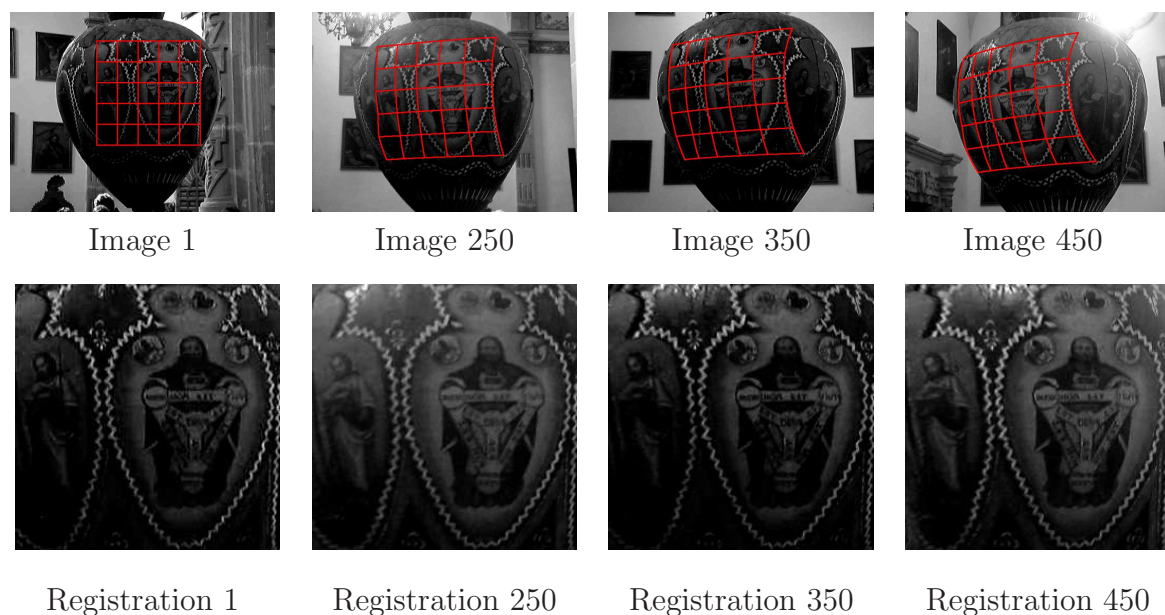 Image 1
Image 250
Image 350
Image 450
Registration 1
Registration 250
Registration 350
Registration 450